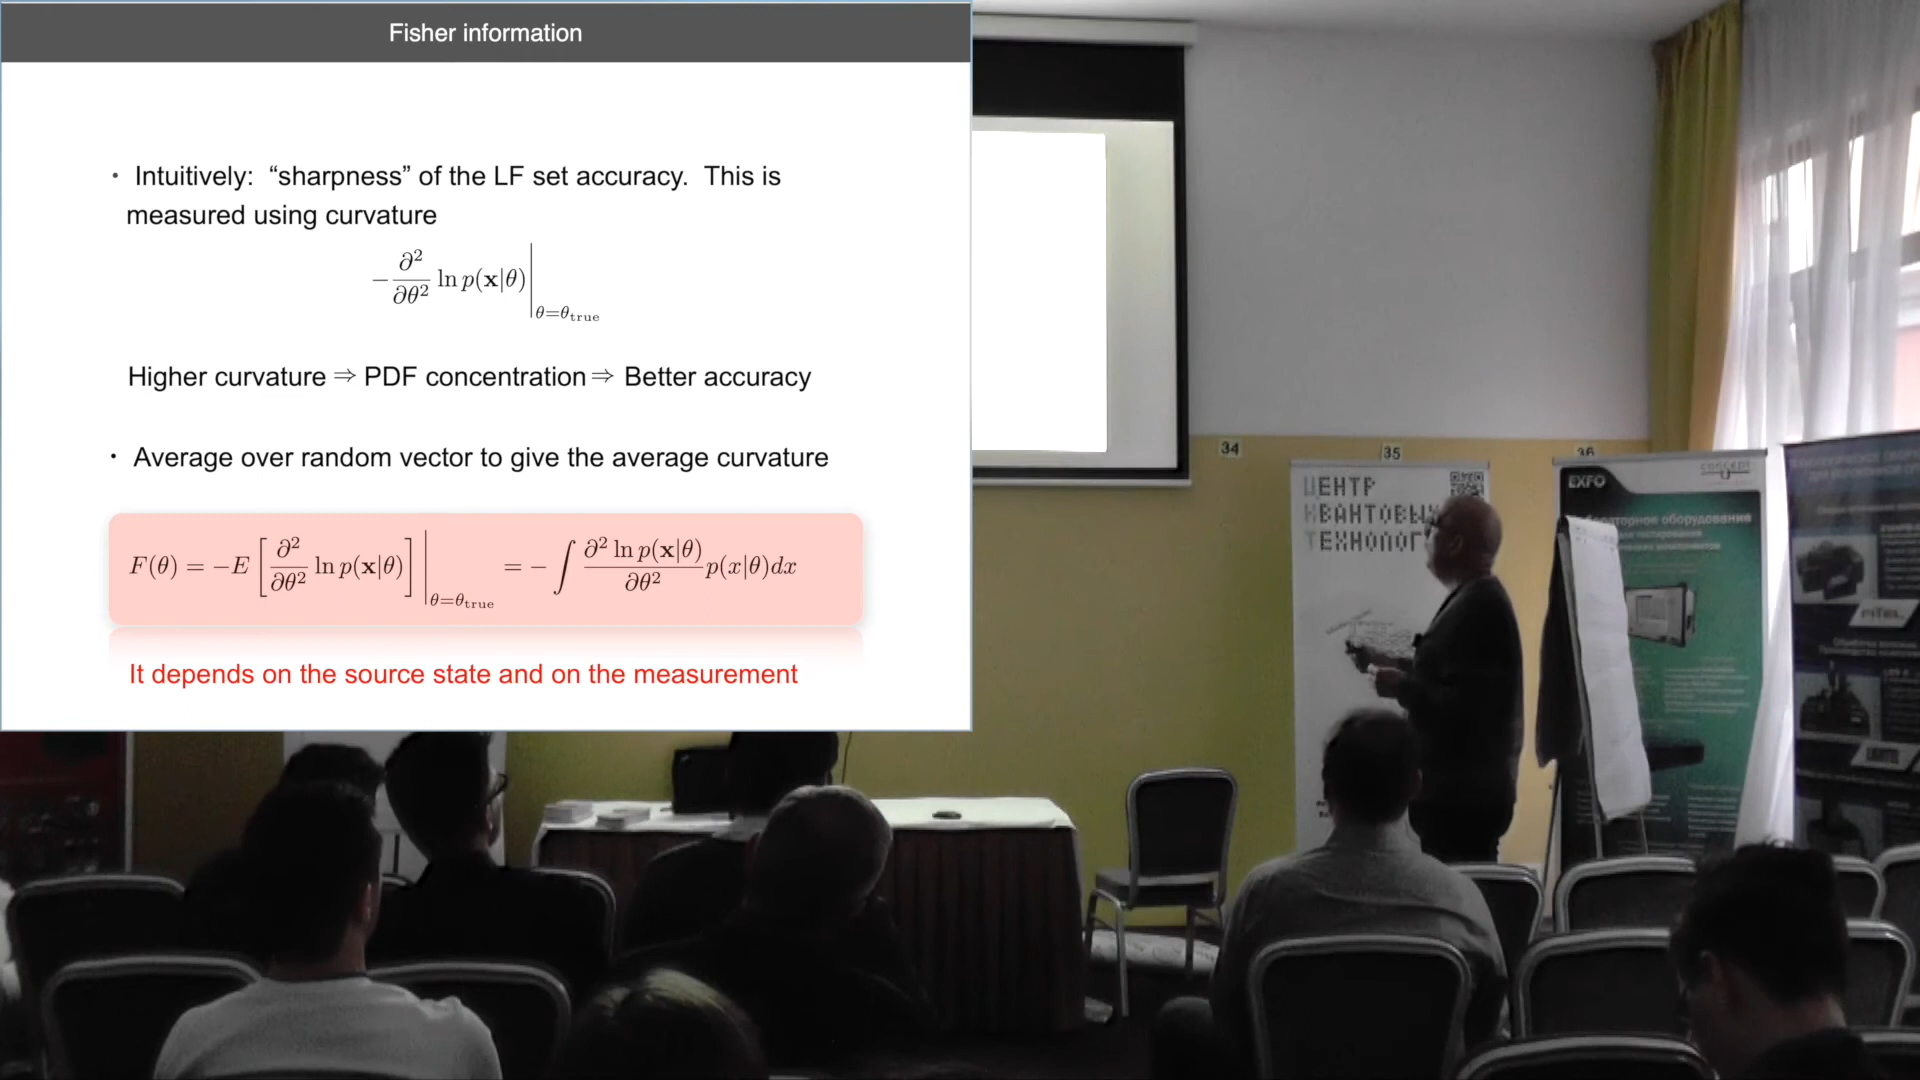 Fisher information
• Intuitively: “sharpness” of the LF set accuracy. This is
measured using curvature
−∂²/∂θ² ln p(x|θ)|θ=θtrue
Higher curvature ⇒ PDF concentration ⇒ Better accuracy
• Average over random vector to give the average curvature
F(θ) = −E [∂²/∂θ² ln p(x|θ)]|θ=θtrue = −∫ ∂² ln p(x|θ)/∂θ² p(x|θ)dx
It depends on the source state and on the measurement
34
35
36
ЦЕНТР
КВАНТОВЫХ
ТЕХНОЛОГ
EXFO
оборудование
FITEL